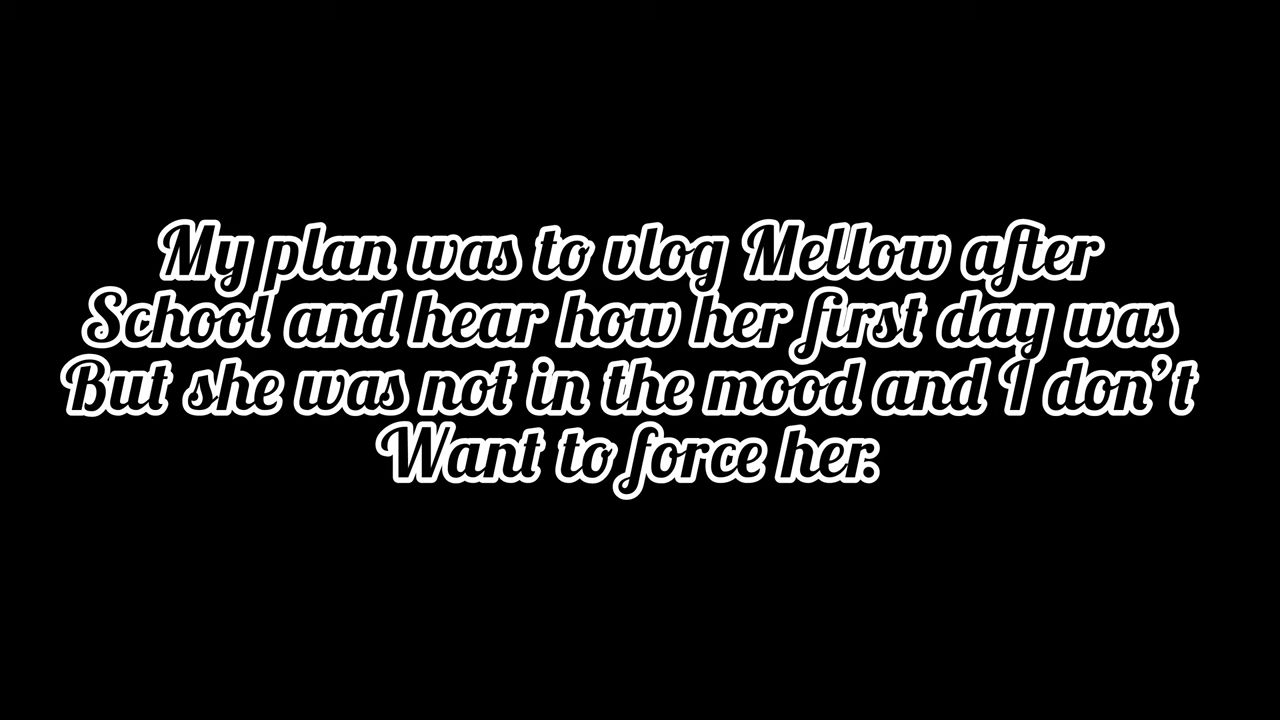 My plan was to vlog Mellow after
School and hear how her first day was
But she was not in the mood and I don't
Want to force her.